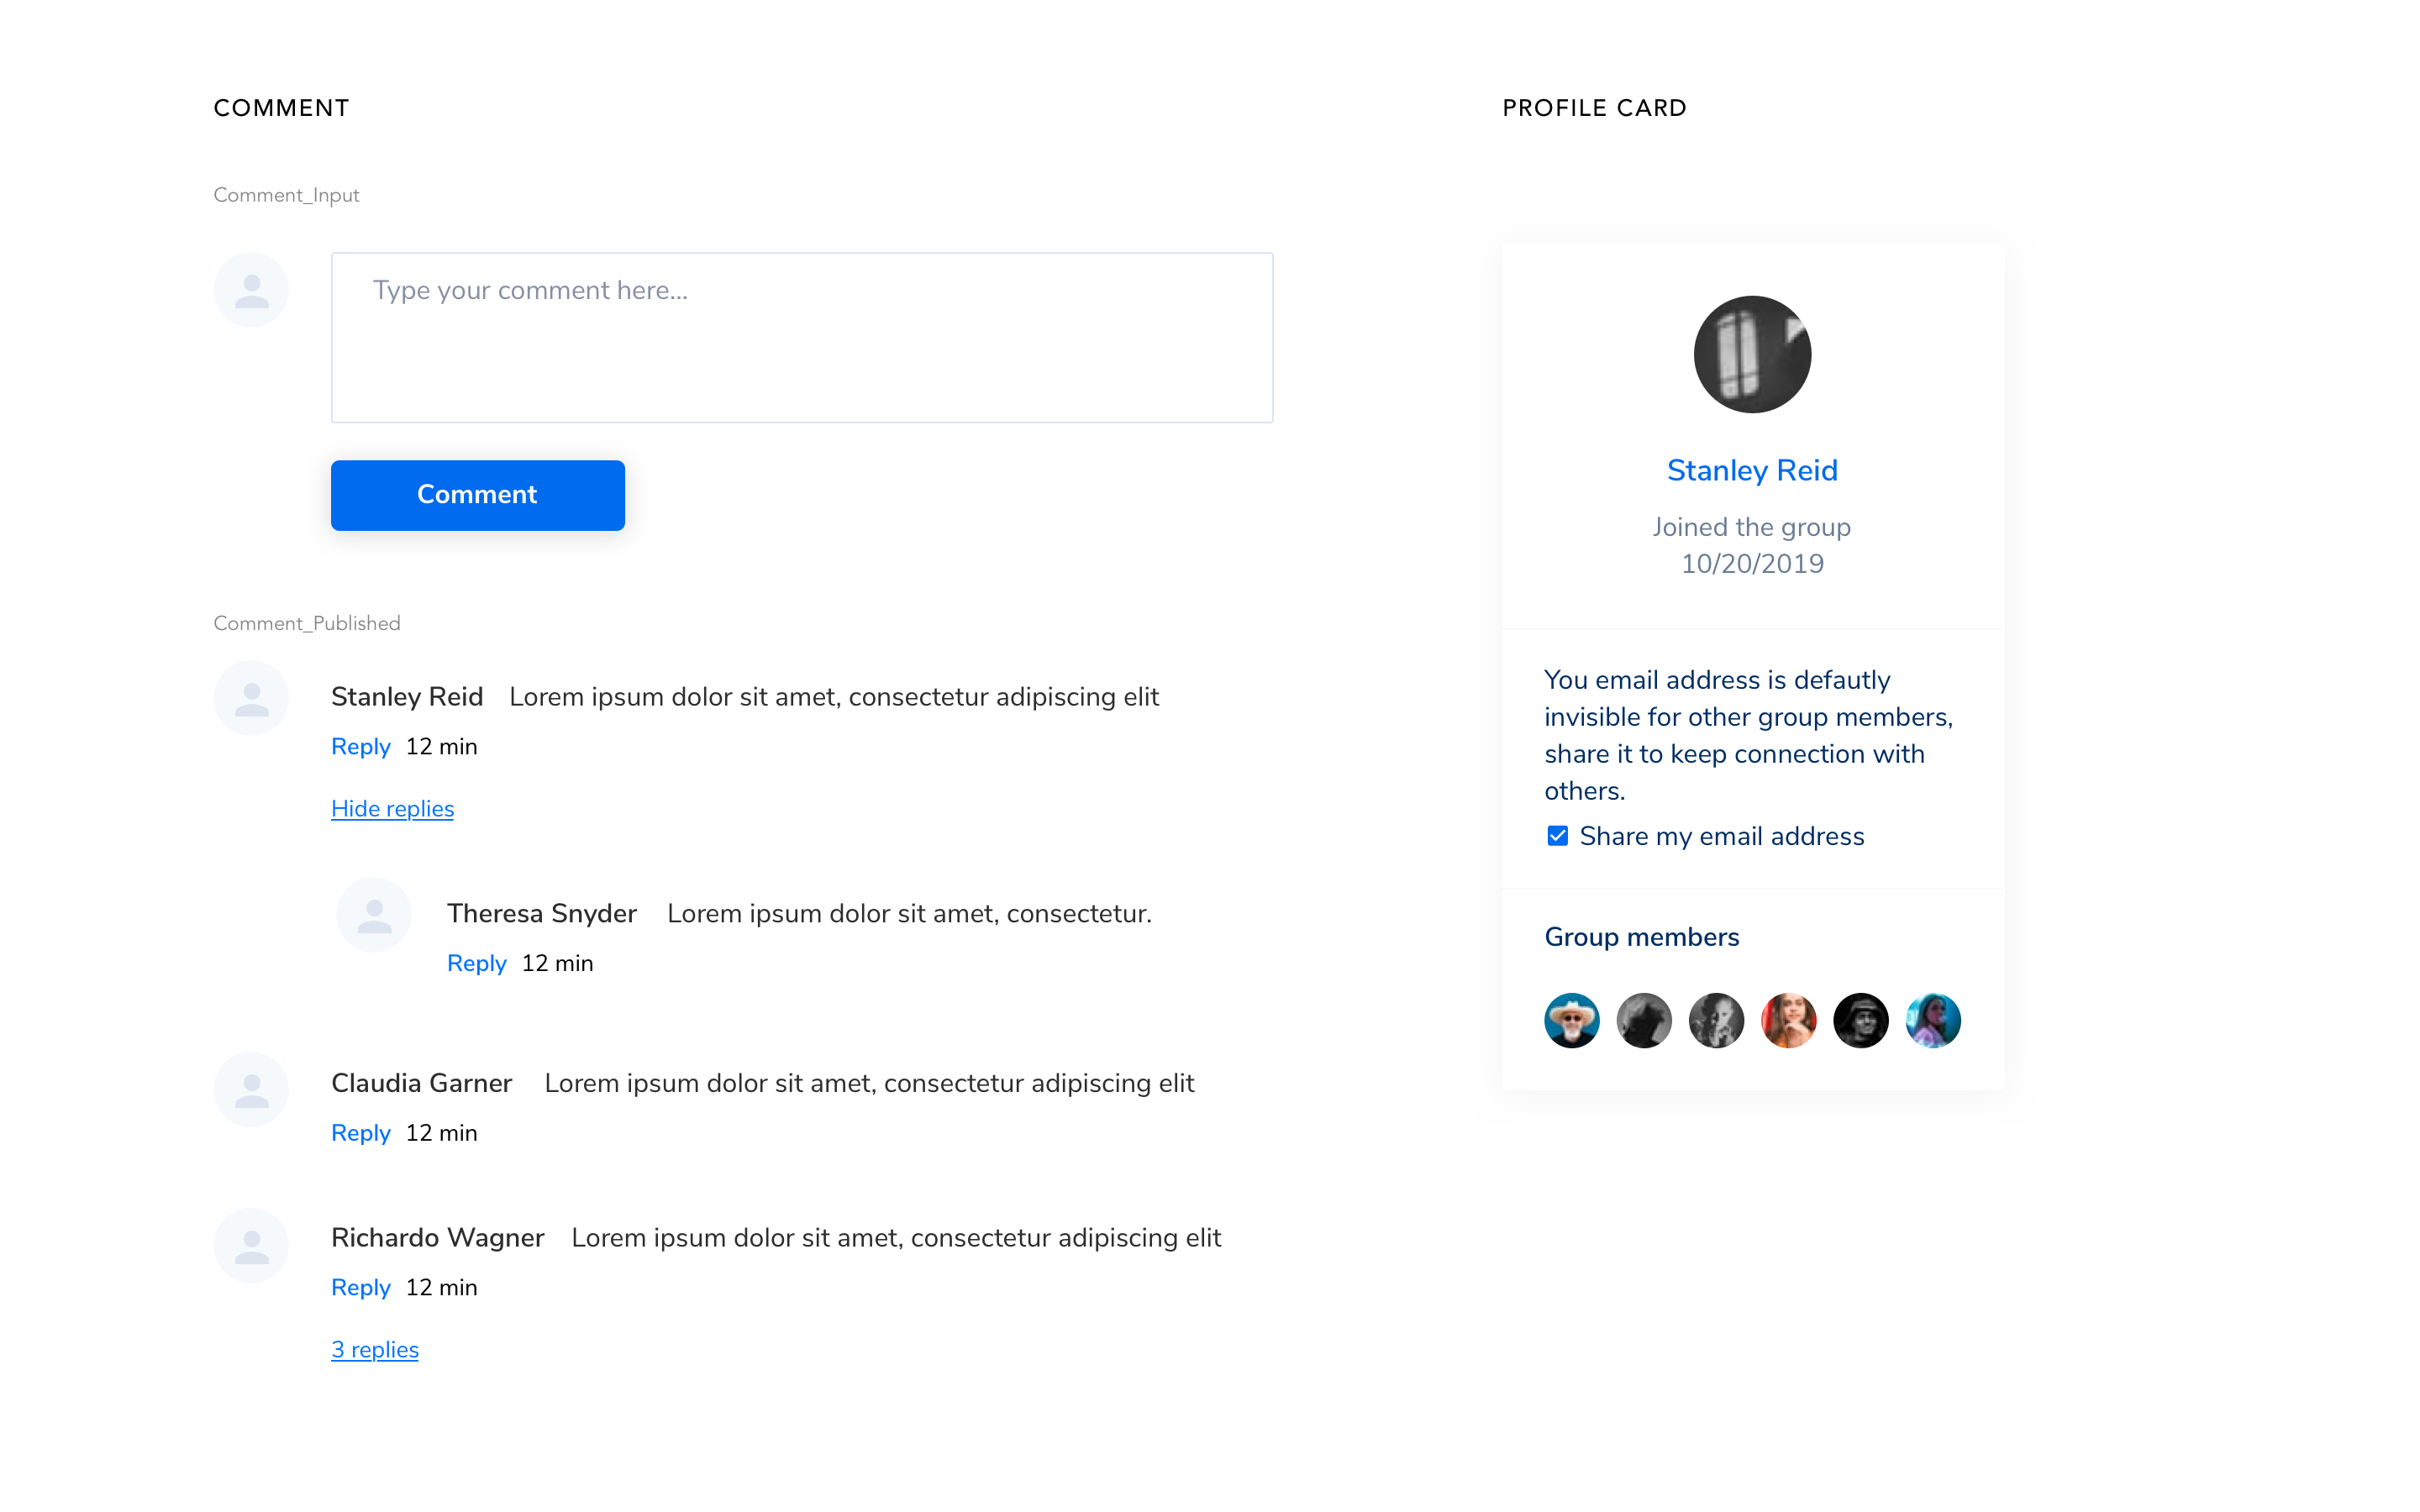 COMMENT
Comment_Input
Type your comment here...
Comment
Comment_Published
Stanley Reid Lorem ipsum dolor sit amet, consectetur adipiscing elit
Reply 12 min
Hide replies
Theresa Snyder Lorem ipsum dolor sit amet, consectetur.
Reply 12 min
Claudia Garner Lorem ipsum dolor sit amet, consectetur adipiscing elit
Reply 12 min
Richardo Wagner Lorem ipsum dolor sit amet, consectetur adipiscing elit
Reply 12 min
3 replies
PROFILE CARD
Stanley Reid
Joined the group
10/20/2019
You email address is defautly
invisible for other group members,
share it to keep connection with
others.
Share my email address
Group members